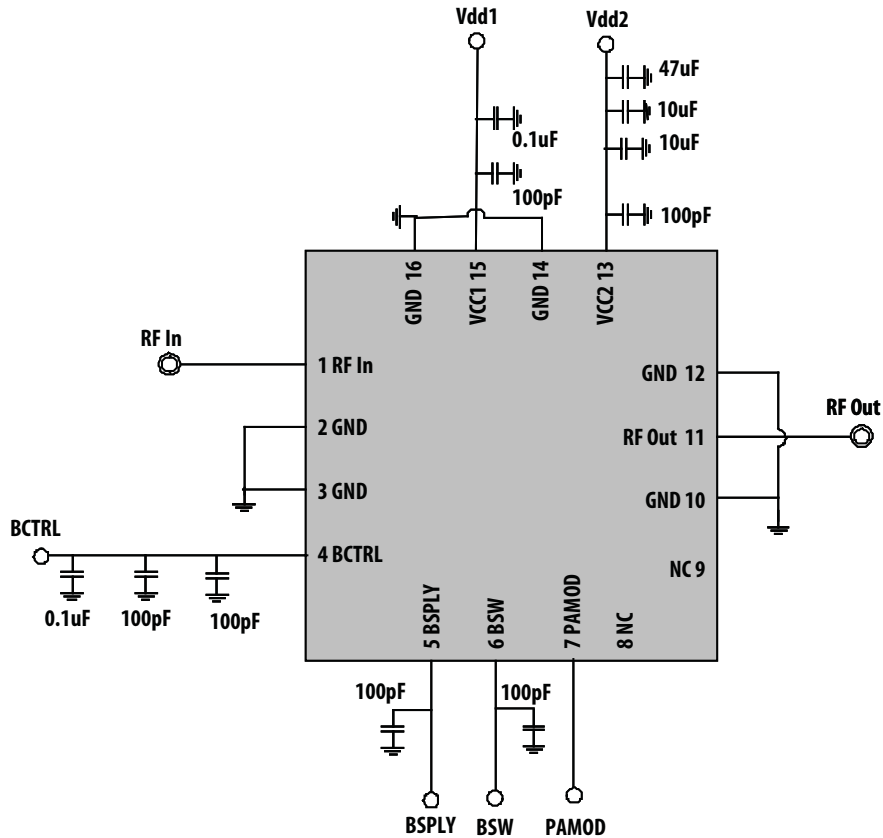 Vdd1
Vdd2
47uF
10uF
0.1uF
10uF
100pF
100pF
GND 16
VCC1 15
GND 14
VCC2 13
RF In
1 RF In
GND 12
RF Out
2 GND
RF Out 11
3 GND
GND 10
BCTRL
4 BCTRL
NC 9
0.1uF
100pF
100pF
5 BSPLY
6 BSW
7 PAMOD
8 NC
100pF
100pF
BSPLY
BSW
PAMOD